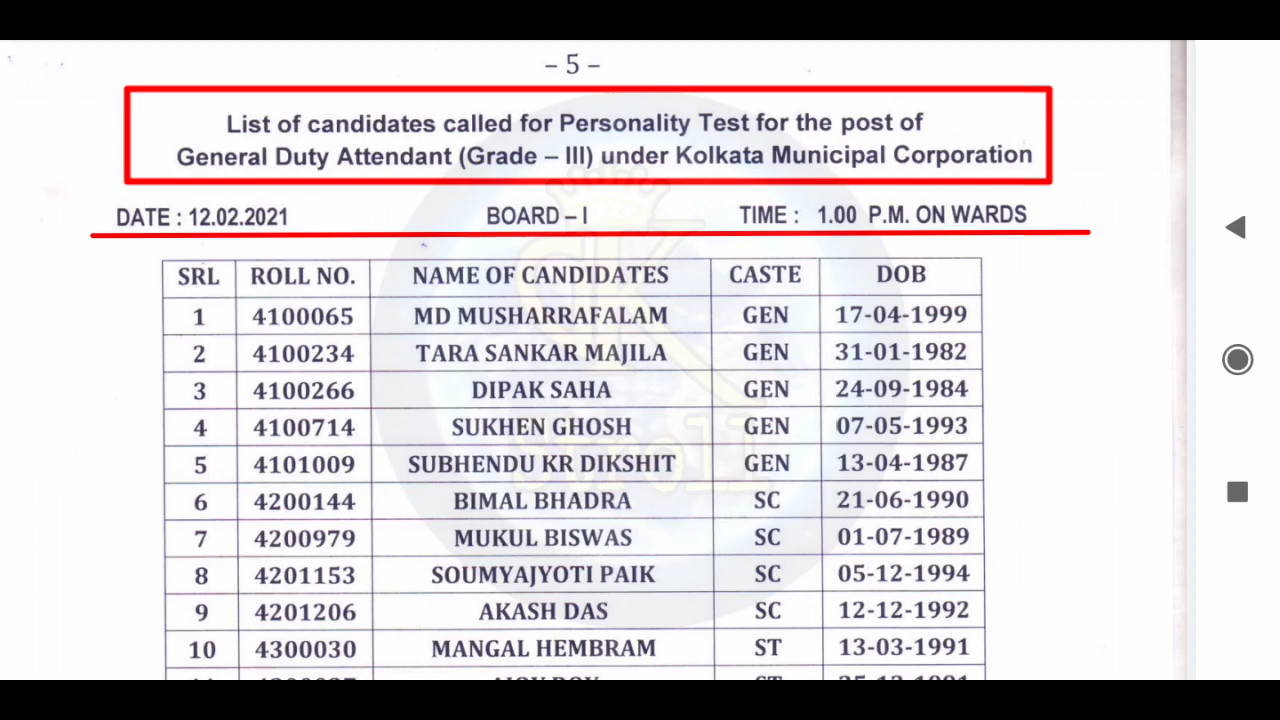 – 5 –
List of candidates called for Personality Test for the post of
General Duty Attendant (Grade – III) under Kolkata Municipal Corporation
DATE : 12.02.2021 BOARD – I TIME : 1.00 P.M. ON WARDS
SRL ROLL NO. NAME OF CANDIDATES CASTE DOB
1 4100065 MD MUSHARRAFALAM GEN 17-04-1999
2 4100234 TARA SANKAR MAJILA GEN 31-01-1982
3 4100266 DIPAK SAHA GEN 24-09-1984
4 4100714 SUKHEN GHOSH GEN 07-05-1993
5 4101009 SUBHENDU KR DIKSHIT GEN 13-04-1987
6 4200144 BIMAL BHADRA SC 21-06-1990
7 4200979 MUKUL BISWAS SC 01-07-1989
8 4201153 SOUMYAJYOTI PAIK SC 05-12-1994
9 4201206 AKASH DAS SC 12-12-1992
10 4300030 MANGAL HEMBRAM ST 13-03-1991
K
Stroll